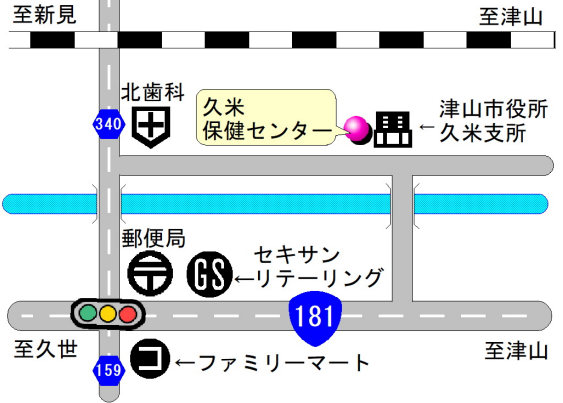 至新見
至津山
北歯科
340
久米
保健センター
津山市役所
←久米支所
郵便局
GS
セキサン
←リテーリング
181
至久世
159
←ファミリーマート
至津山